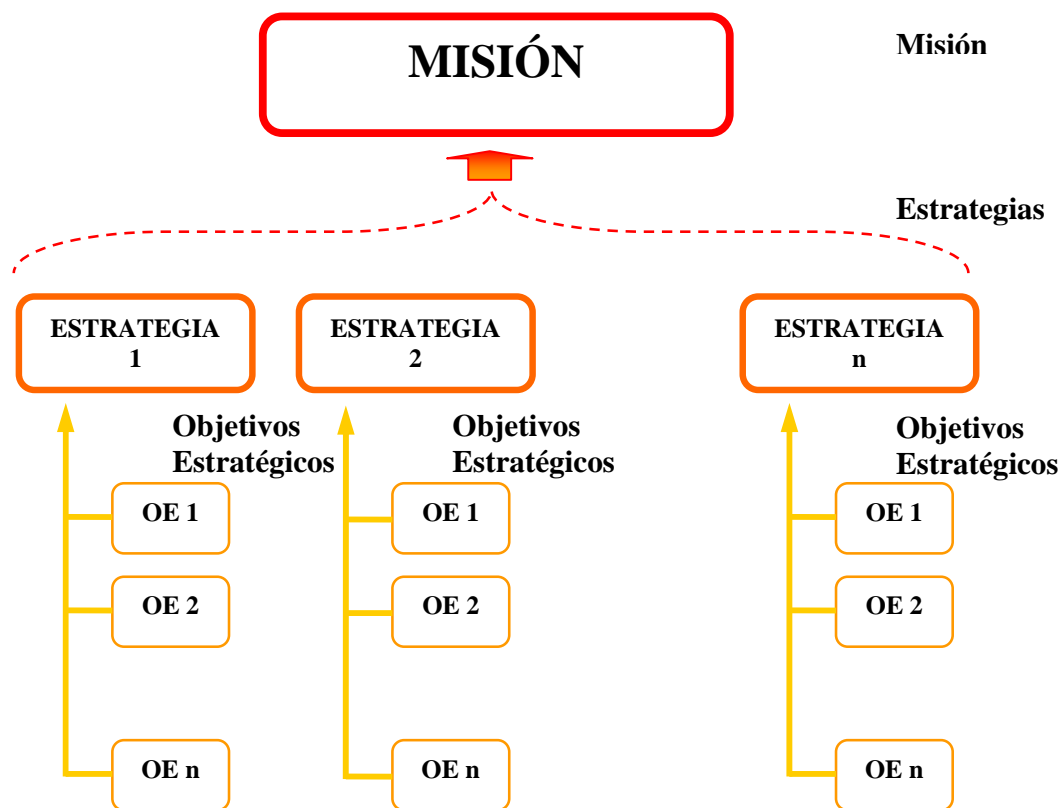 MISIÓN
Misión
Estrategias
ESTRATEGIA
1
ESTRATEGIA
2
ESTRATEGIA
n
Objetivos
Estratégicos
Objetivos
Estratégicos
Objetivos
Estratégicos
OE 1
OE 1
OE 1
OE 2
OE 2
OE 2
OE n
OE n
OE n